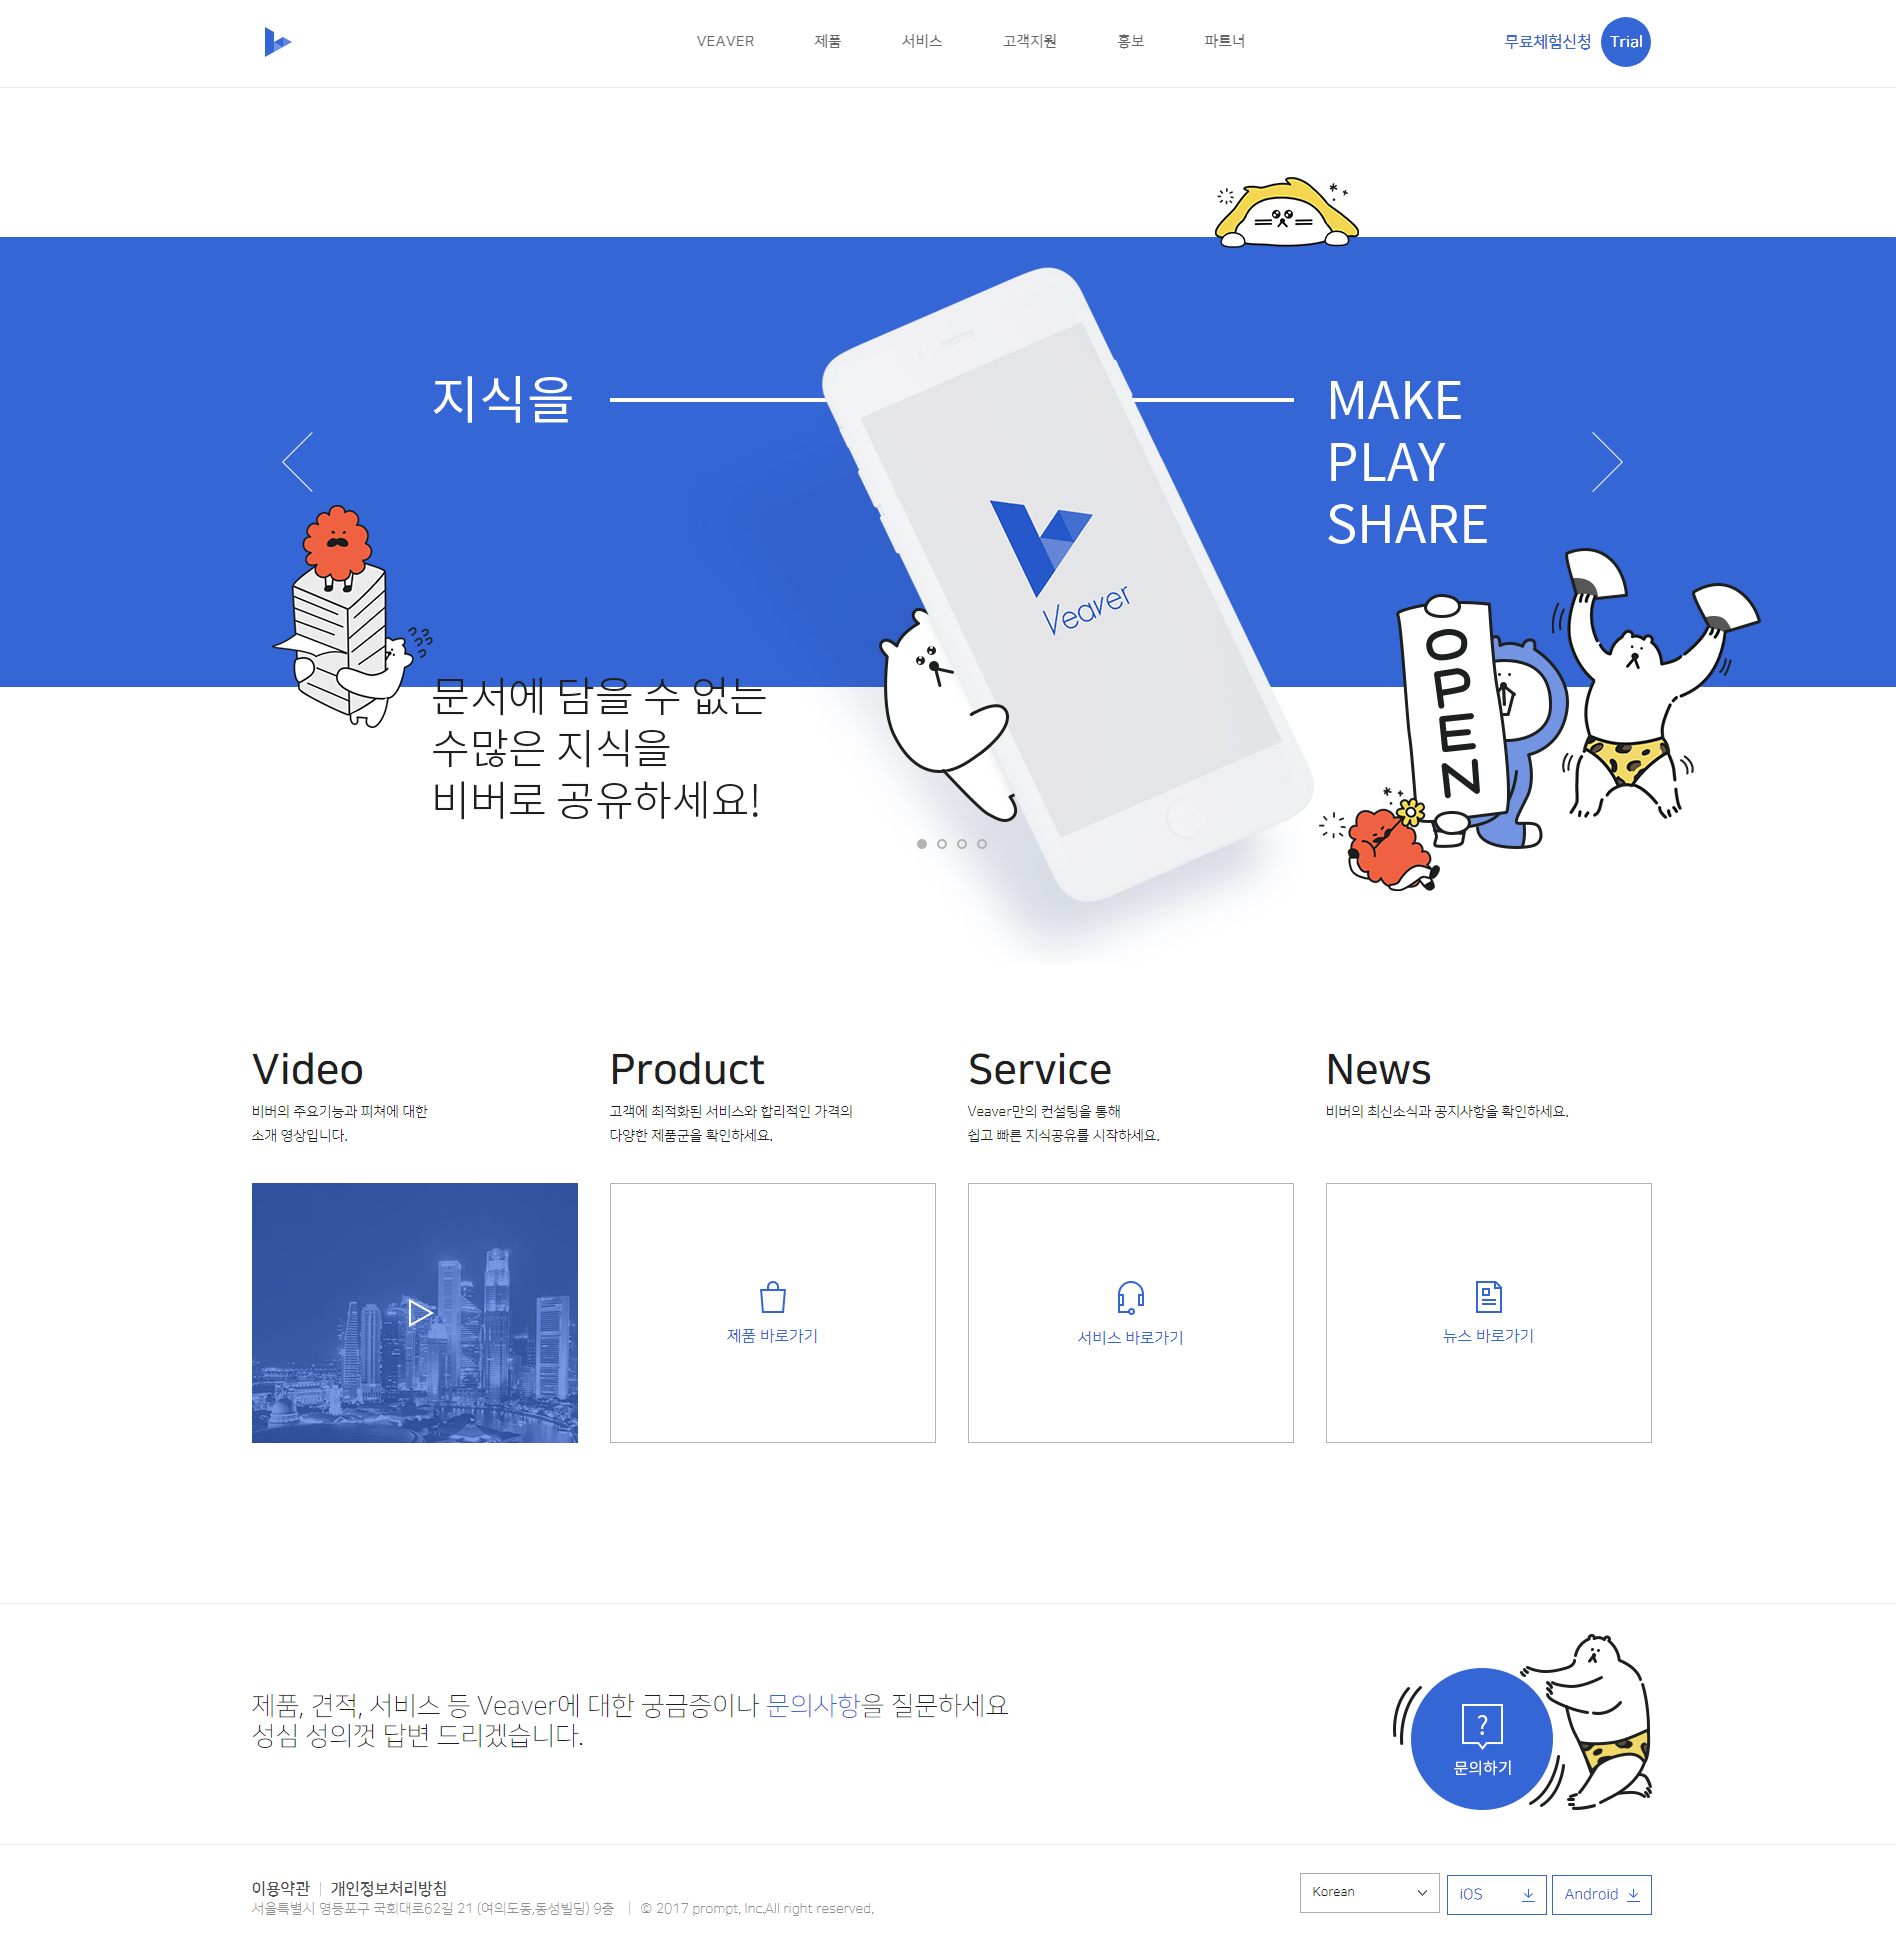 VEAVER 제품 서비스 고객지원 홍보 파트너 무료체험신청 Trial
지식을
MAKE
PLAY
SHARE
Veaver
OPEN
문서에 담을 수 없는
수많은 지식을
비버로 공유하세요!
Video
비버의 주요기능과 피쳐에 대한
소개 영상입니다.
Product
고객에 최적화된 서비스와 합리적인 가격의
다양한 제품군을 확인하세요.
Service
Veaver만의 컨설팅을 통해
쉽고 빠른 지식공유를 시작하세요.
News
비버의 최신소식과 공지사항을 확인하세요.
제품 바로가기
서비스 바로가기
뉴스 바로가기
제품, 견적, 서비스 등 Veaver에 대한 궁금증이나 문의사항을 질문하세요
성심 성의껏 답변 드리겠습니다.
?
문의하기
이용약관 | 개인정보처리방침
서울특별시 영등포구 국회대로62길 21 (여의도동,동성빌딩) 9층 | © 2017 prompt, Inc.All right reserved.
Korean
iOS
Android